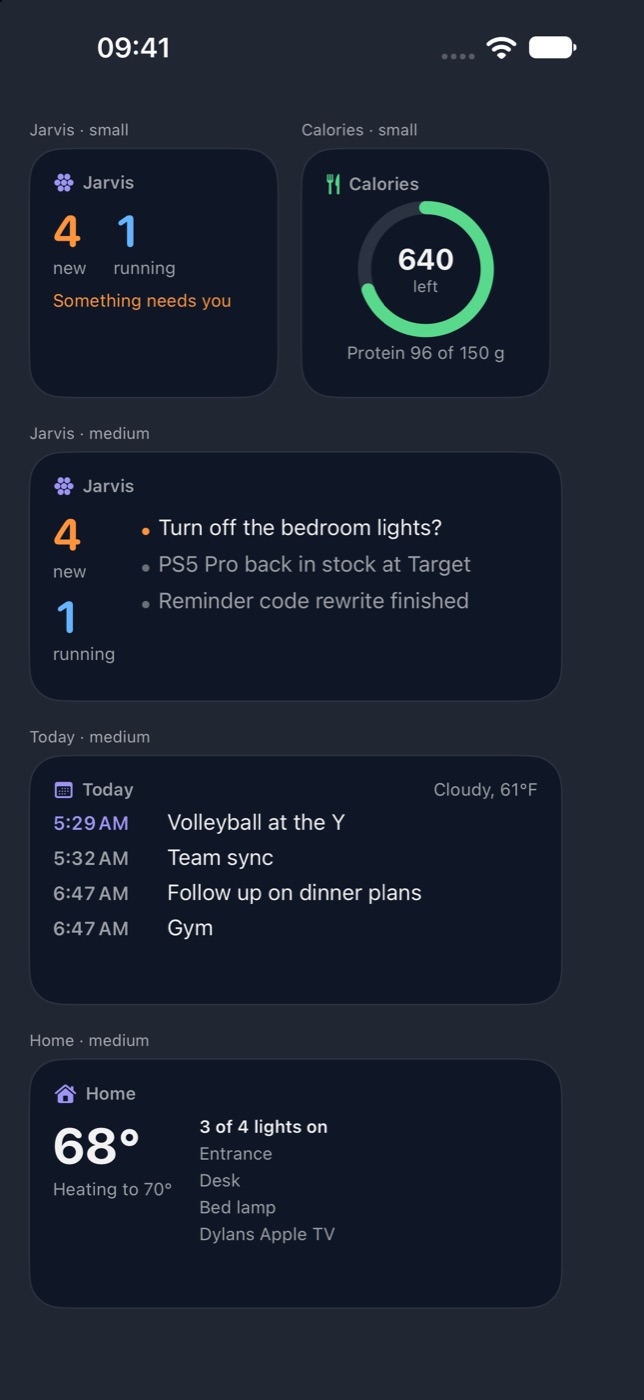 09:41
Jarvis · small
Calories · small
Jarvis
4 1
new running
Something needs you
Calories
640
left
Protein 96 of 150 g
Jarvis · medium
Jarvis
4
new
1
running
Turn off the bedroom lights?
PS5 Pro back in stock at Target
Reminder code rewrite finished
Today · medium
Today
Cloudy, 61°F
5:29 AM Volleyball at the Y
5:32 AM Team sync
6:47 AM Follow up on dinner plans
6:47 AM Gym
Home · medium
Home
68°
Heating to 70°
3 of 4 lights on
Entrance
Desk
Bed lamp
Dylans Apple TV